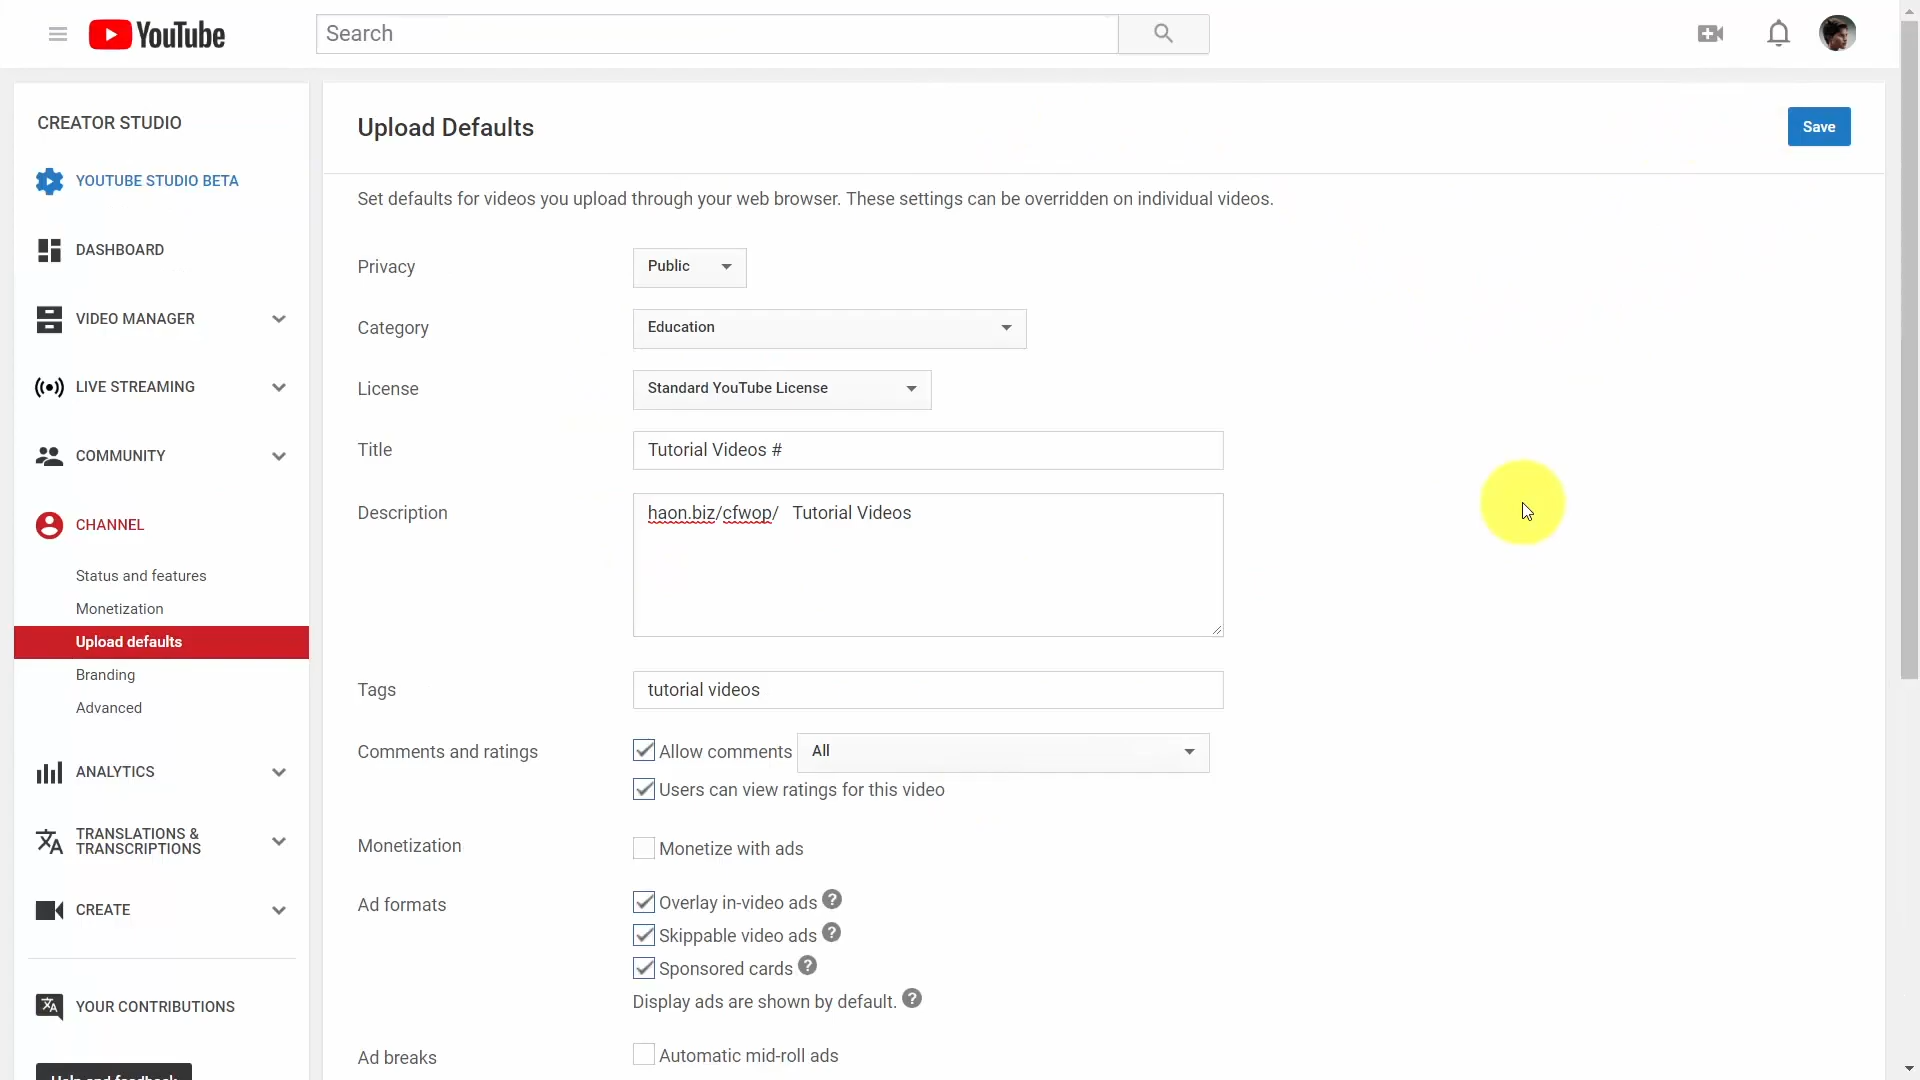 YouTube
Search
CREATOR STUDIO
YOUTUBE STUDIO BETA
DASHBOARD
VIDEO MANAGER
LIVE STREAMING
COMMUNITY
CHANNEL
Status and features
Monetization
Upload defaults
Branding
Advanced
ANALYTICS
TRANSLATIONS &
TRANSCRIPTIONS
CREATE
YOUR CONTRIBUTIONS
Help and feedback
Upload Defaults
Save
Set defaults for videos you upload through your web browser. These settings can be overridden on individual videos.
Privacy Public
Category Education
License Standard YouTube License
Title Tutorial Videos #
Description haon.biz/cfwop/ Tutorial Videos
Tags tutorial videos
Comments and ratings Allow comments All
Users can view ratings for this video
Monetization Monetize with ads
Ad formats Overlay in-video ads ?
Skippable video ads ?
Sponsored cards ?
Display ads are shown by default. ?
Ad breaks Automatic mid-roll ads